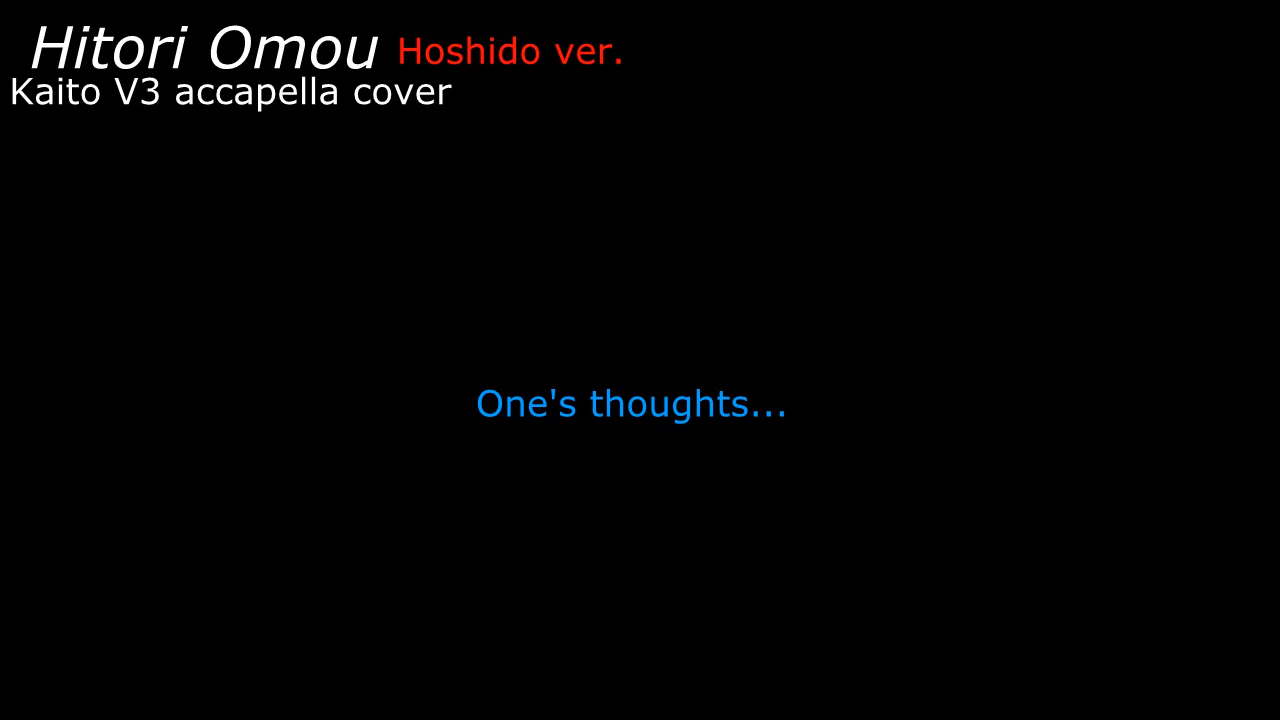 Hitori Omou Hoshido ver.
Kaito V3 accapella cover
One's thoughts...